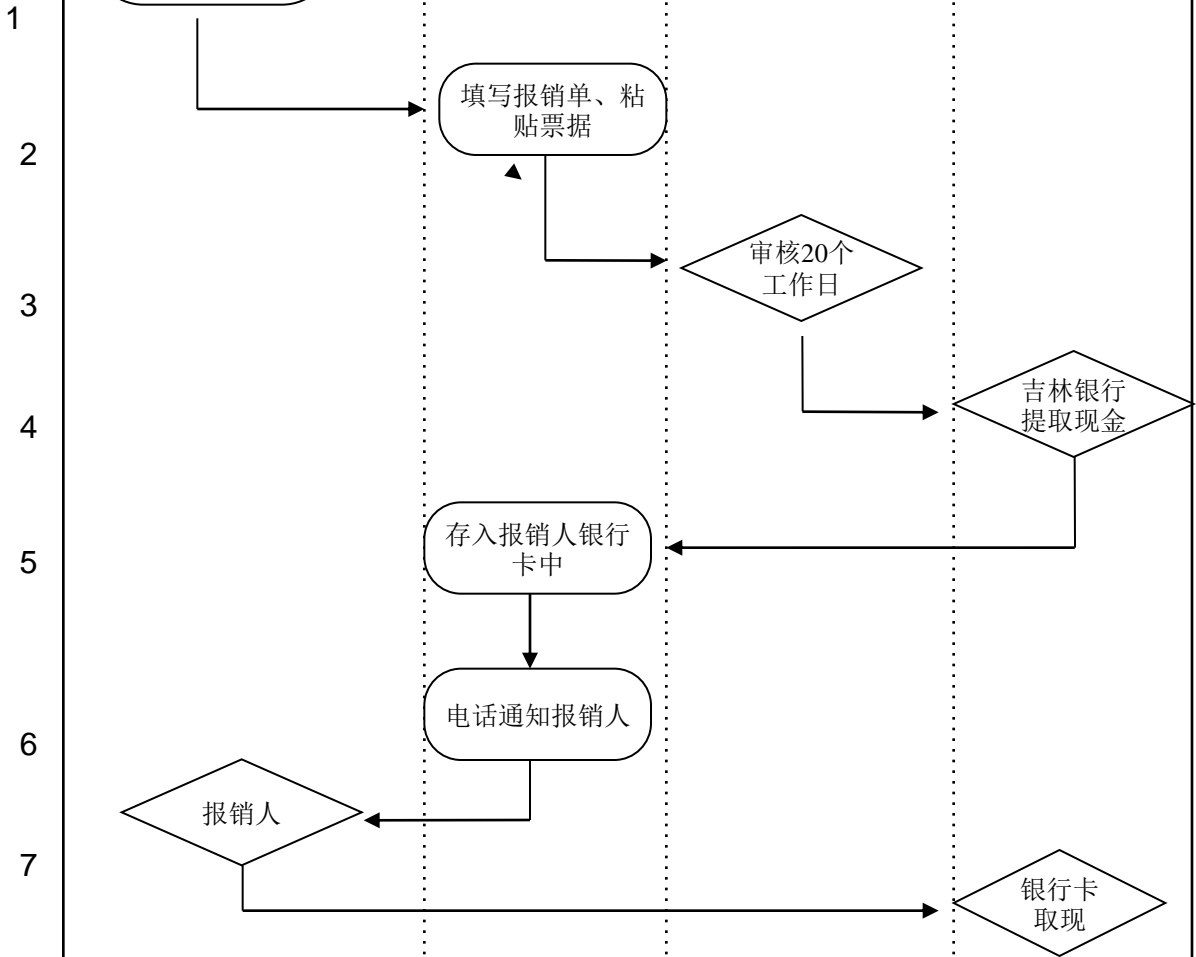 1
填写报销单、粘
贴票据
2
审核20个
工作日
3
吉林银行
提取现金
4
存入报销人银行
卡中
5
电话通知报销人
6
报销人
7
银行卡
取现